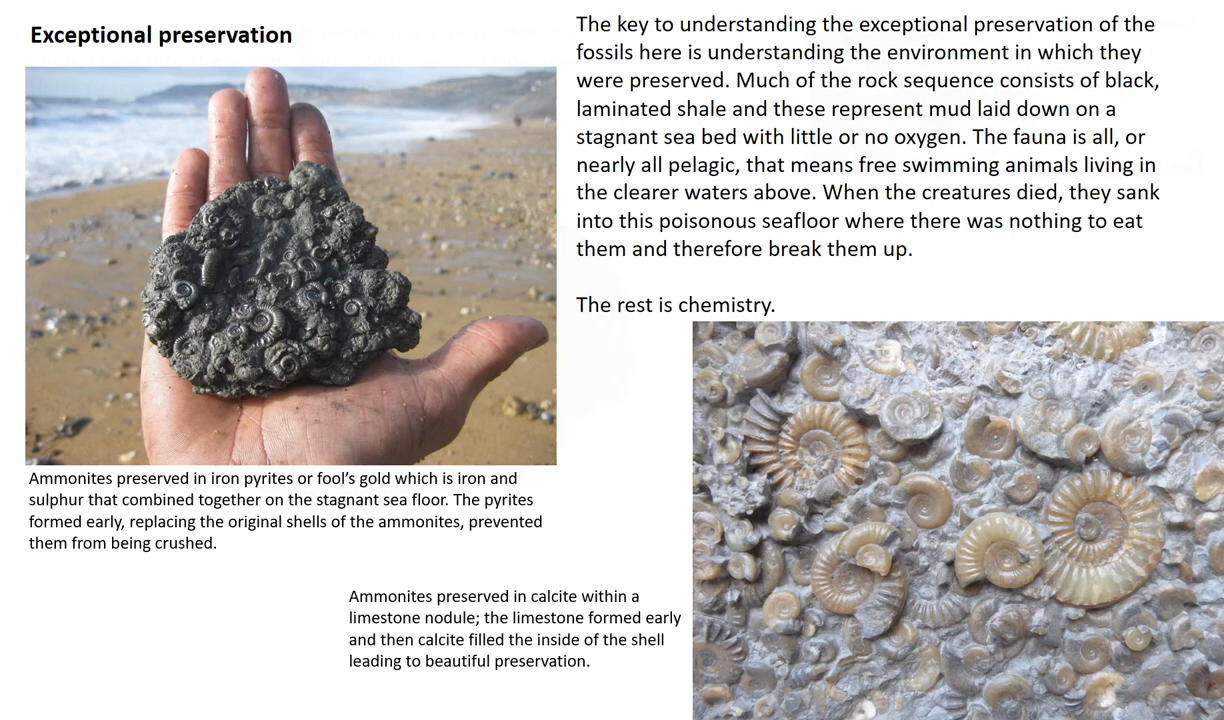 Exceptional preservation
The key to understanding the exceptional preservation of the
fossils here is understanding the environment in which they
were preserved. Much of the rock sequence consists of black,
laminated shale and these represent mud laid down on a
stagnant sea bed with little or no oxygen. The fauna is all, or
nearly all pelagic, that means free swimming animals living in
the clearer waters above. When the creatures died, they sank
into this poisonous seafloor where there was nothing to eat
them and therefore break them up.
The rest is chemistry.
Ammonites preserved in iron pyrites or fool’s gold which is iron and
sulphur that combined together on the stagnant sea floor. The pyrites
formed early, replacing the original shells of the ammonites, prevented
them from being crushed.
Ammonites preserved in calcite within a
limestone nodule; the limestone formed early
and then calcite filled the inside of the shell
leading to beautiful preservation.